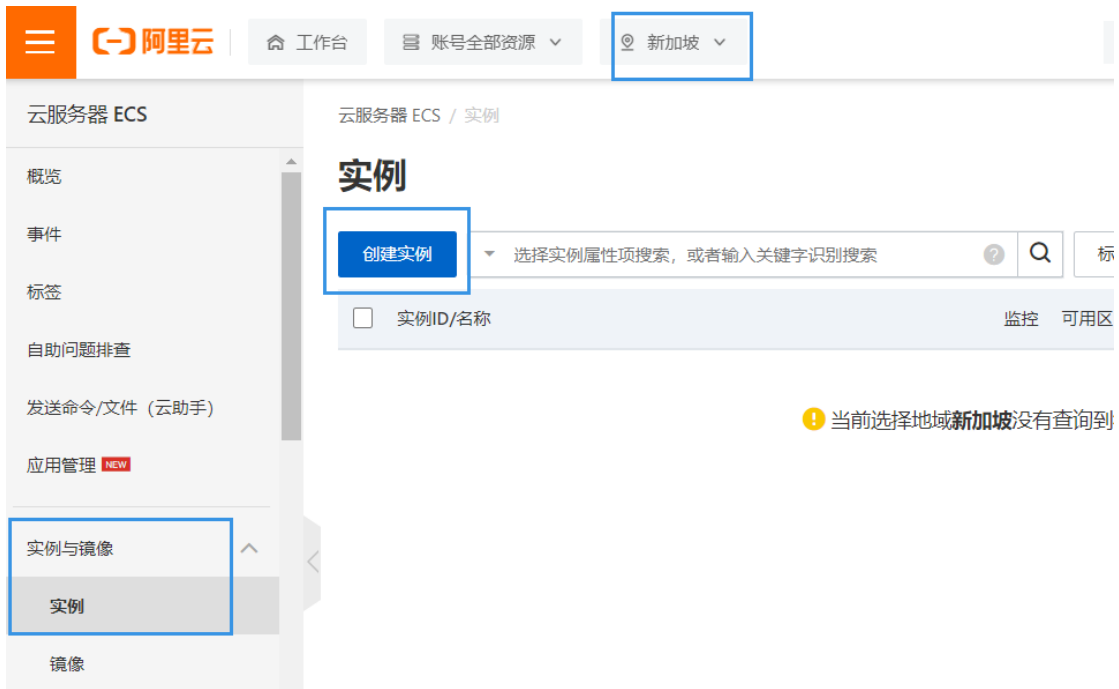 阿里云
工作台
账号全部资源
新加坡
云服务器 ECS
云服务器 ECS / 实例
概览
实例
事件
创建实例
选择实例属性项搜索，或者输入关键字识别搜索
?
标签
实例ID/名称
监控
可用区
自助问题排查
发送命令/文件（云助手）
! 当前选择地域新加坡没有查询到
应用管理 NEW
实例与镜像
实例
镜像